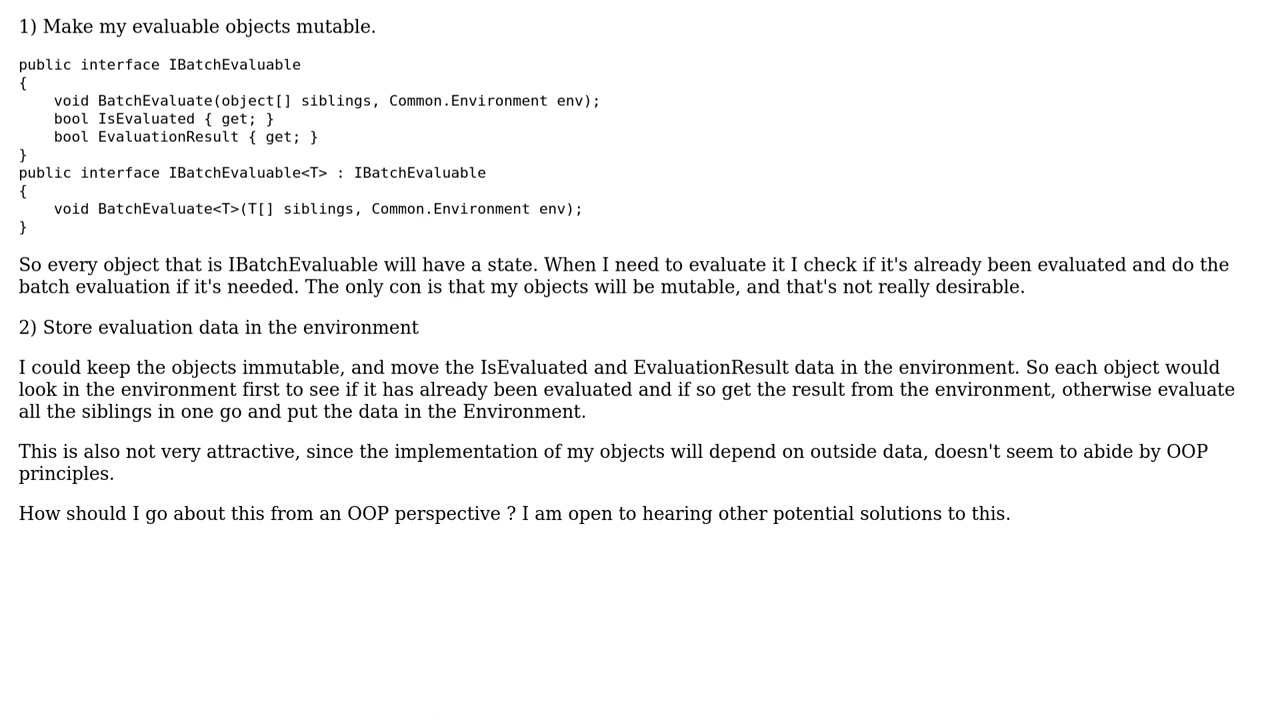 1) Make my evaluable objects mutable.
public interface IBatchEvaluable
{
    void BatchEvaluate(object[] siblings, Common.Environment env);
    bool IsEvaluated { get; }
    bool EvaluationResult { get; }
}
public interface IBatchEvaluable<T> : IBatchEvaluable
{
    void BatchEvaluate<T>(T[] siblings, Common.Environment env);
}
So every object that is IBatchEvaluable will have a state. When I need to evaluate it I check if it's already been evaluated and do the
batch evaluation if it's needed. The only con is that my objects will be mutable, and that's not really desirable.
2) Store evaluation data in the environment
I could keep the objects immutable, and move the IsEvaluated and EvaluationResult data in the environment. So each object would
look in the environment first to see if it has already been evaluated and if so get the result from the environment, otherwise evaluate
all the siblings in one go and put the data in the Environment.
This is also not very attractive, since the implementation of my objects will depend on outside data, doesn't seem to abide by OOP
principles.
How should I go about this from an OOP perspective ? I am open to hearing other potential solutions to this.